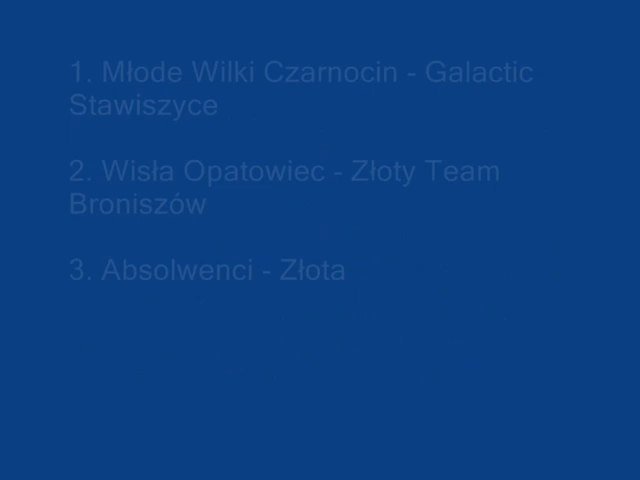 1. Młode Wilki Czarnocin - Galactic
Stawiszyce
2. Wisła Opatowiec - Złoty Team
Broniszów
3. Absolwenci - Złota